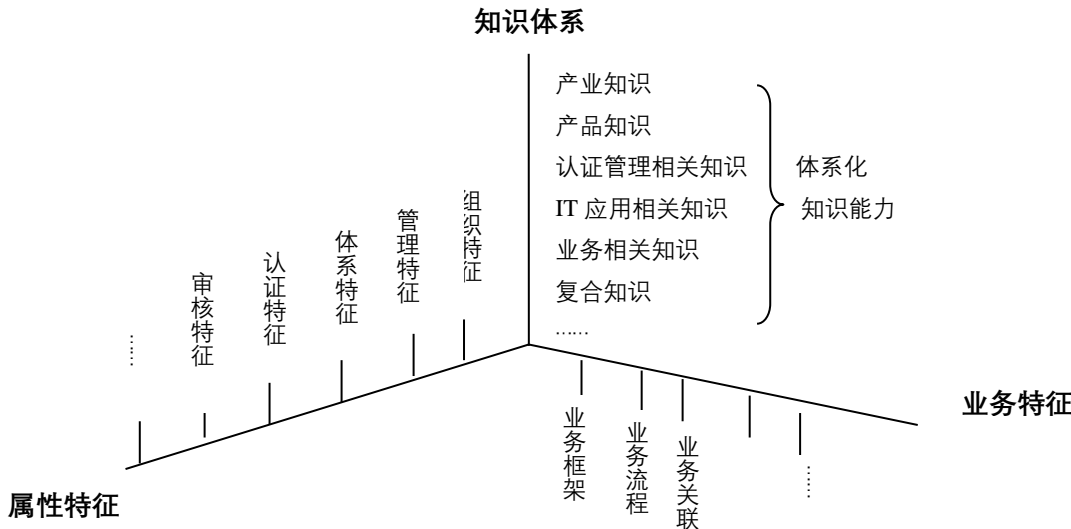 知识体系
产业知识
产品知识
认证管理相关知识
IT 应用相关知识
业务相关知识
复合知识
……
体系化
知识能力
组织特征
管理特征
体系特征
认证特征
审核特征
……
属性特征
业务框架
业务流程
业务关联
……
业务特征